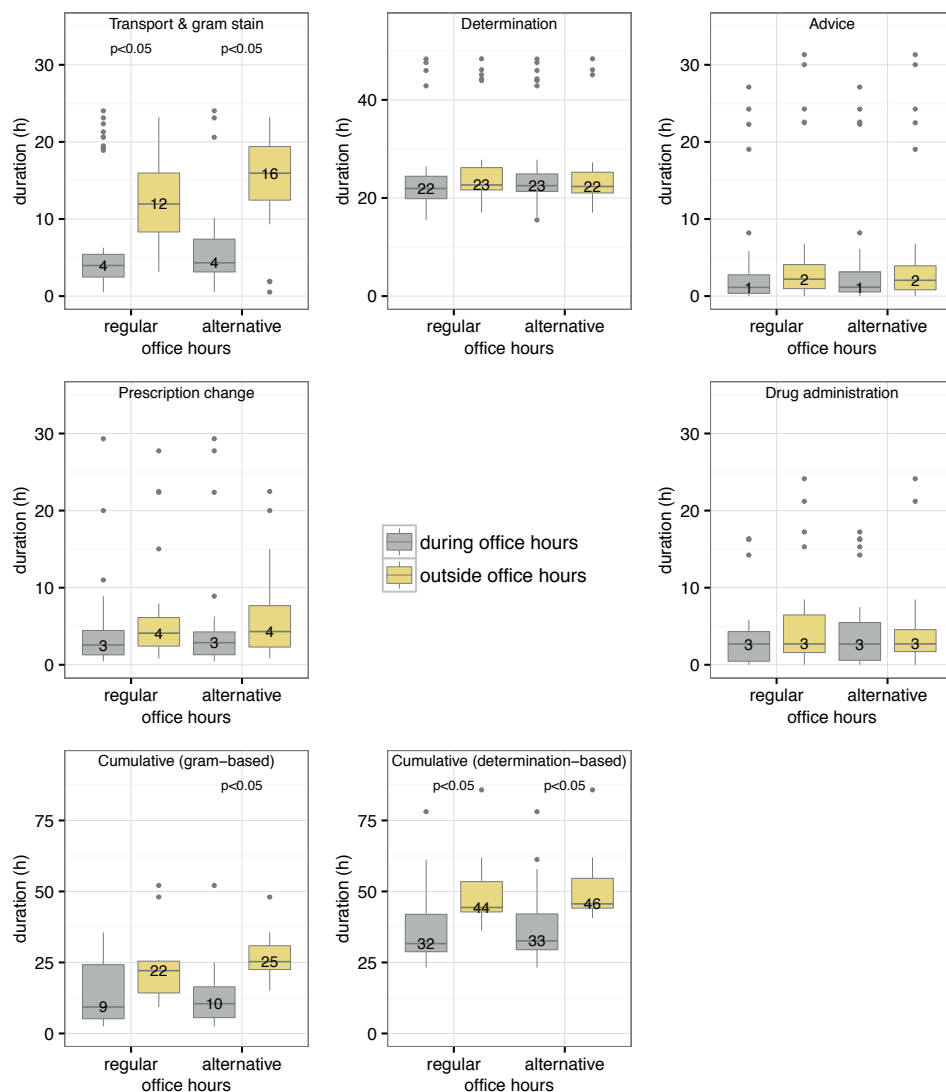 Transport & gram stain
p<0.05 p<0.05
30
20
10
0
duration (h)
4
12
4
16
regular alternative
office hours
Determination
40
20
0
duration (h)
22
23
23
22
regular alternative
office hours
Advice
30
20
10
0
duration (h)
1
2
1
2
regular alternative
office hours
Prescription change
30
20
10
0
duration (h)
3
4
3
4
regular alternative
office hours
during office hours
outside office hours
Drug administration
30
20
10
0
duration (h)
3
3
3
3
regular alternative
office hours
Cumulative (gram−based)
p<0.05
75
50
25
0
duration (h)
9
22
10
25
regular alternative
office hours
Cumulative (determination−based)
p<0.05 p<0.05
75
50
25
0
duration (h)
32
44
33
46
regular alternative
office hours